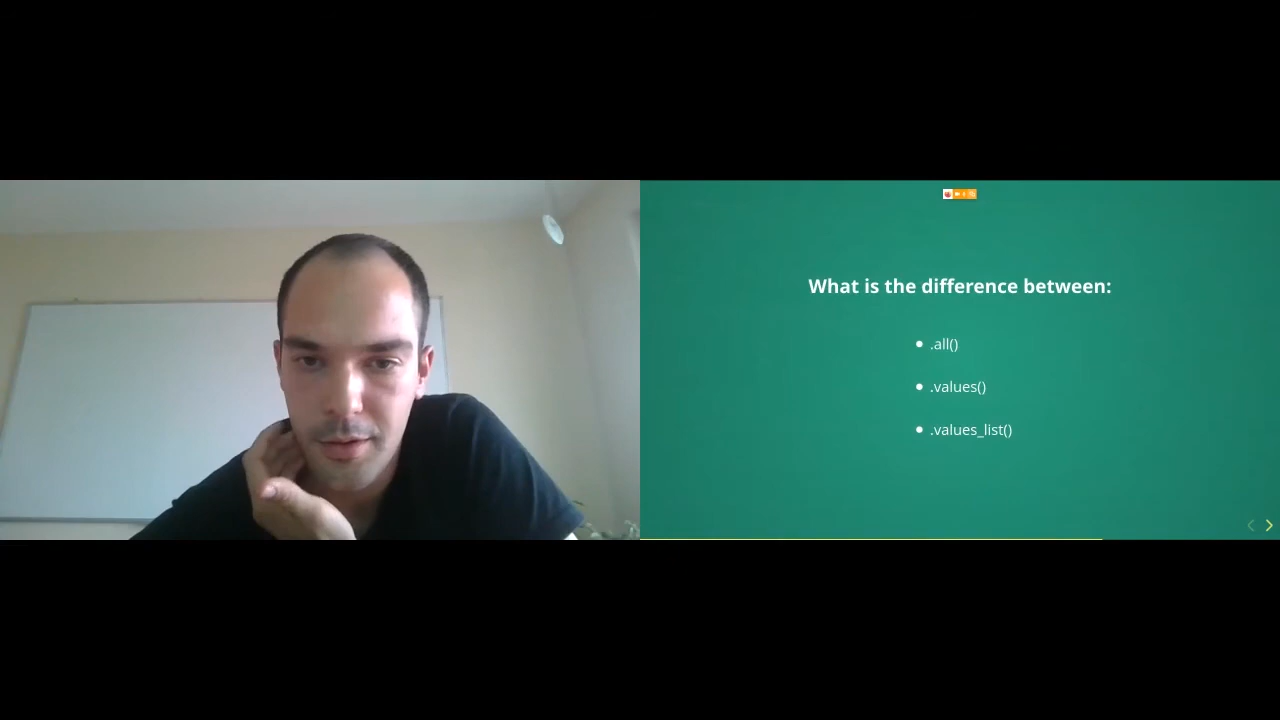 What is the difference between:
.all()
.values()
.values_list()